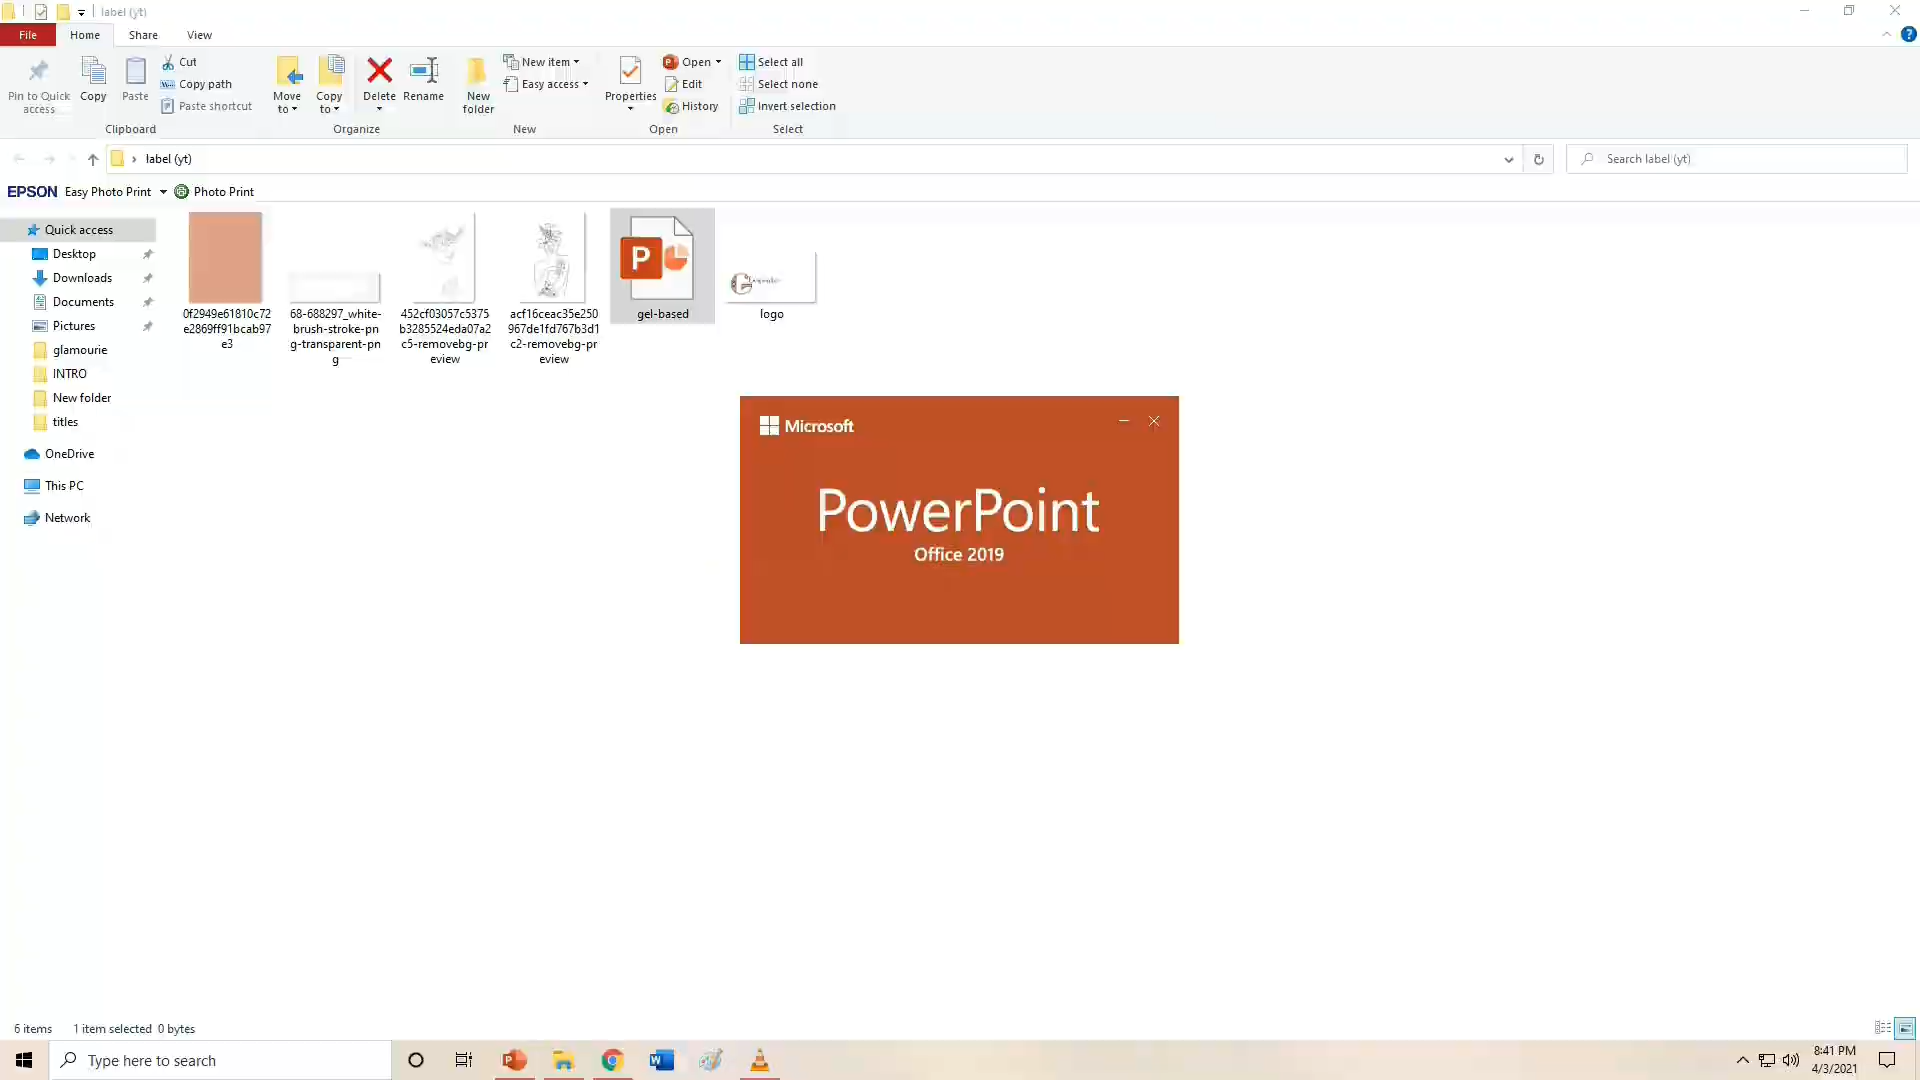 label (yt)
File
Home
Share
View
Pin to Quick
access
Copy
Paste
Cut
Copy path
Paste shortcut
Clipboard
Move
to
Copy
to
Delete
Rename
Organize
New
folder
New item
Easy access
New
Properties
Open
Edit
History
Open
Select all
Select none
Invert selection
Select
label (yt)
Search label (yt)
EPSON Easy Photo Print
Photo Print
Quick access
Desktop
Downloads
Documents
Pictures
glamourie
INTRO
New folder
titles
OneDrive
This PC
Network
0f2949e61810c72
e2869ff91bcab97
e3
68-688297_white-
brush-stroke-pn
g-transparent-pn
g
452cf03057c5375
b3285524eda07a2
c5-removebg-pr
eview
acf16ceac35e250
967de1fd767b3d1
c2-removebg-pr
eview
P
gel-based
logo
Microsoft
PowerPoint
Office 2019
6 items
1 item selected 0 bytes
Type here to search
8:41 PM
4/3/2021